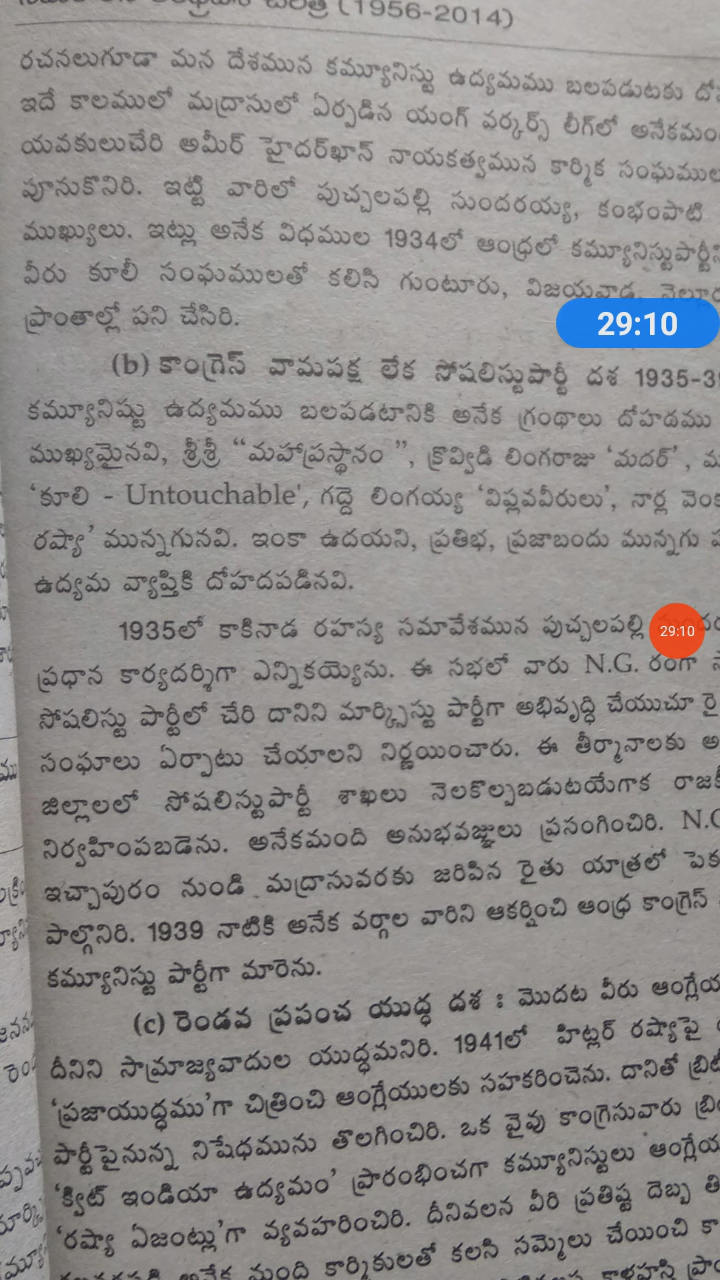 చరిత్ర (1956-2014)
రచనలుగూడా మన దేశమున కమ్యూనిస్టు ఉద్యమము బలపడుటకు
ఇదే కాలములో మద్రాసులో ఏర్పడిన యంగ్ వర్కర్స్ లీగ్‌లో
యువకులుచేరి అమీర్ హైదర్‌ఖాన్ నాయకత్వమున కార్మిక
పూనుకొనిరి. ఇట్టి వారిలో పుచ్చలపల్లి సుందరయ్య, కంభంపాటి
ముఖ్యులు. ఇట్లు అనేక విధముల 1934లో ఆంధ్రలో
వీరు కూలీ సంఘములతో కలిసి గుంటూరు, విజయవాడ,
ప్రాంతాల్లో పని చేసిరి.
29:10
(b) కాంగ్రెస్ వామపక్ష లేక సోషలిస్టుపార్టీ దశ
కమ్యూనిష్టు ఉద్యమము బలపడటానికి అనేక గ్రంథాలు దోహదము
ముఖ్యమైనవి, శ్రీశ్రీ “మహాప్రస్థానం ”, క్రొవ్విడి లింగరాజు ‘మదర్’ ,
‘కూలి - Untouchable', గద్దె లింగయ్య ‘విప్లవవీరులు’, నార్ల
రష్యా’ మున్నగునవి. ఇంకా ఉదయని, ప్రతిభ, ప్రజాబందు మున్నగు
ఉద్యమ వ్యాప్తికి దోహదపడినవి.
1935లో కాకినాడ రహస్య సమావేశమున పుచ్చలపల్లి
29:10
ప్రధాన కార్యదర్శిగా ఎన్నికయ్యెను. ఈ సభలో వారు N.G. రంగా
సోషలిస్టు పార్టీలో చేరి దానిని మార్క్సిస్టు పార్టీగా అభివృద్ధి చేయుచూ
సంఘాలు ఏర్పాటు చేయాలని నిర్ణయించారు. ఈ తీర్మానాలకు
జిల్లాలలో సోషలిస్టుపార్టీ శాఖలు నెలకొల్పబడుటయేగాక
నిర్వహింపబడెను. అనేకమంది అనుభవజ్ఞులు ప్రసంగించిరి.
ఇచ్ఛాపురం నుండి మద్రాసువరకు జరిపిన రైతు యాత్రలో
పాల్గొనిరి. 1939 నాటికి అనేక వర్గాల వారిని ఆకర్షించి ఆంధ్ర కాంగ్రెస్
కమ్యూనిస్టు పార్టీగా మారెను.
(c) రెండవ ప్రపంచ యుద్ధ దశ : మొదట వీరు
దీనిని సామ్రాజ్యవాదుల యుద్ధమనిరి. 1941లో హిట్లర్ రష్యాపై
‘ప్రజాయుద్ధము’గా చిత్రించి ఆంగ్లేయులకు సహకరించెను. దానితో
పార్టీపైనున్న నిషేధమును తొలగించిరి. ఒక వైవు కాంగ్రెసువారు
‘క్విట్ ఇండియా ఉద్యమం’ ప్రారంభించగా కమ్యూనిస్టులు
‘రష్యా ఏజంట్లు’గా వ్యవహరించిరి. దీనివలన వీరి ప్రతిష్ట దెబ్బ
అనేక మంది కార్మికులతో కలసి సమ్మెలు చేయించి